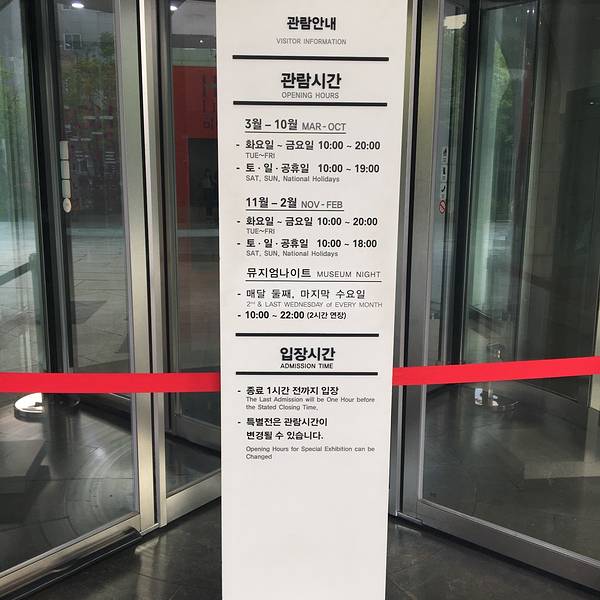 관람안내
VISITOR INFORMATION
관람시간
OPENING HOURS
3월 – 10월 MAR - OCT
- 화요일 ~ 금요일 10:00 ~ 20:00
TUE~FRI
- 토 · 일 · 공휴일 10:00 ~ 19:00
SAT, SUN, National Holidays
11월 – 2월 NOV - FEB
- 화요일 ~ 금요일 10:00 ~ 20:00
TUE~FRI
- 토 · 일 · 공휴일 10:00 ~ 18:00
SAT, SUN, National Holidays
뮤지엄나이트 MUSEUM NIGHT
- 매달 둘째, 마지막 수요일
2nd & LAST WEDNESDAY of EVERY MONTH
- 10:00 ~ 22:00 (2시간 연장)
입장시간
ADMISSION TIME
- 종료 1시간 전까지 입장
The Last Admission will be One Hour before
the Stated Closing Time,
- 특별전은 관람시간이
변경될 수 있습니다.
Opening Hours for Special Exhibition can be
Changed